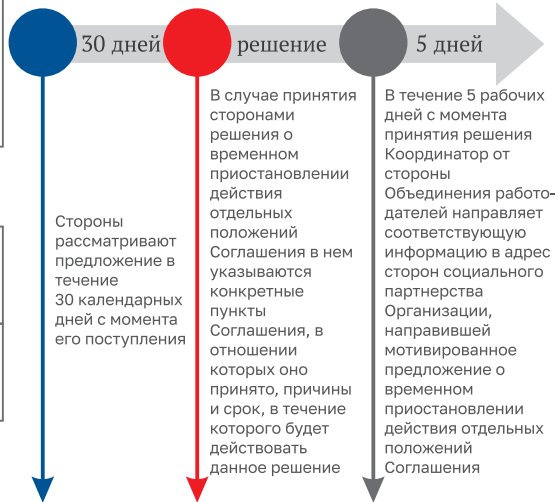 30 дней
решение
5 дней
Стороны
рассматривают
предложение в
течение
30 календарных
дней с момента
его поступления
В случае принятия
сторонами
решения о
временном
приостановлении
действия
отдельных
положений
Соглашения в нем
указываются
конкретные
пункты
Соглашения, в
отношении
которых оно
принято, причины
и срок, в течение
которого будет
действовать
данное решение
В течение 5 рабочих
дней с момента
принятия решения
Координатор от
стороны
Объединения работо-
дателей направляет
соответствующую
информацию в адрес
сторон социального
партнерства
Организации,
направившей
мотивированное
предложение о
временном
приостановлении
действия отдельных
положений
Соглашения